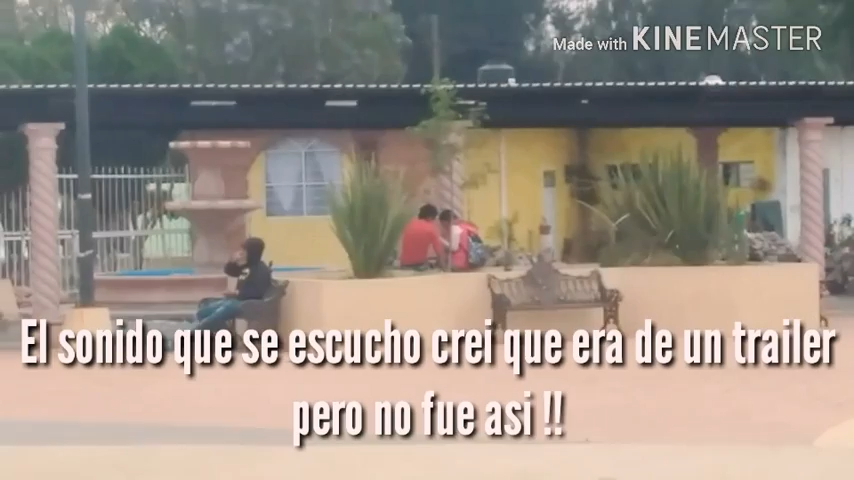 Made with KINEMASTER
El sonido que se escucho crei que era de un trailer
pero no fue asi !!